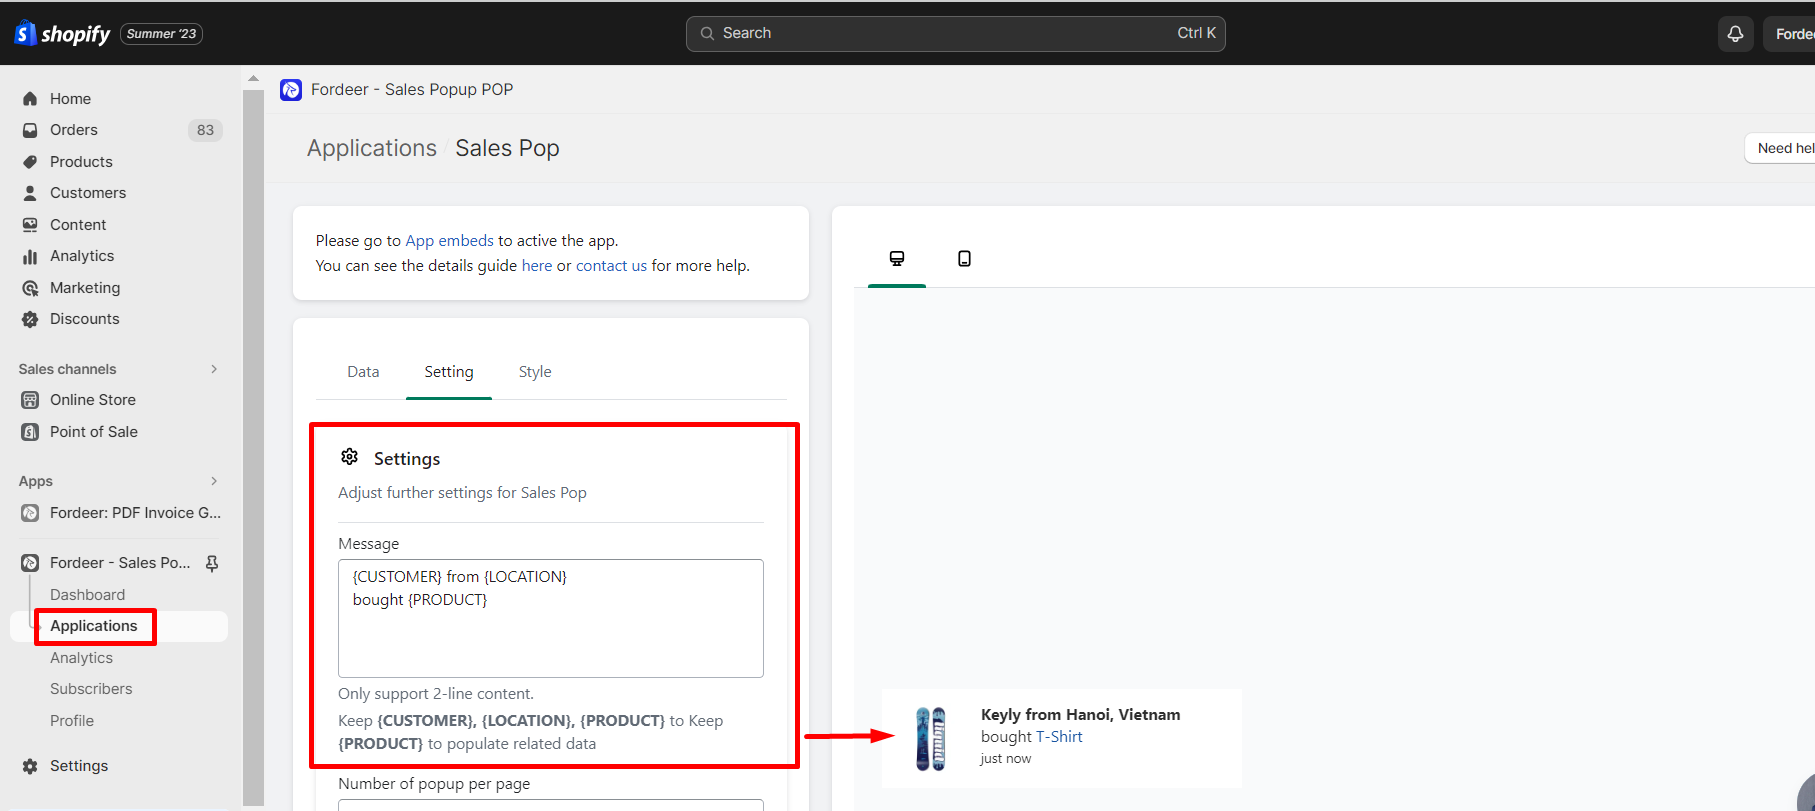 shopify Summer '23
Search Ctrl K
Forde
Home
Orders 83
Products
Customers
Content
Analytics
Marketing
Discounts
Sales channels
Online Store
Point of Sale
Apps
Fordeer: PDF Invoice G...
Fordeer - Sales Po...
Dashboard
Applications
Analytics
Subscribers
Profile
Settings
Fordeer - Sales Popup POP
Applications / Sales Pop
Need hel
Please go to App embeds to active the app.
You can see the details guide here or contact us for more help.
Data Setting Style
Settings
Adjust further settings for Sales Pop
Message
{CUSTOMER} from {LOCATION}
bought {PRODUCT}
Only support 2-line content.
Keep {CUSTOMER}, {LOCATION}, {PRODUCT} to Keep
{PRODUCT} to populate related data
Number of popup per page
Keyly from Hanoi, Vietnam
bought T-Shirt
just now